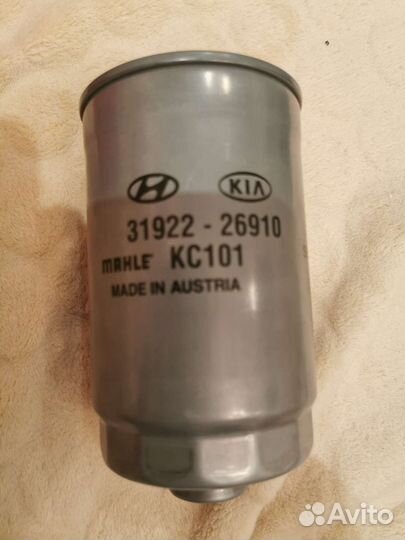 KIA
31922 - 26910
MAHLE KC101
MADE IN AUSTRIA
Avito